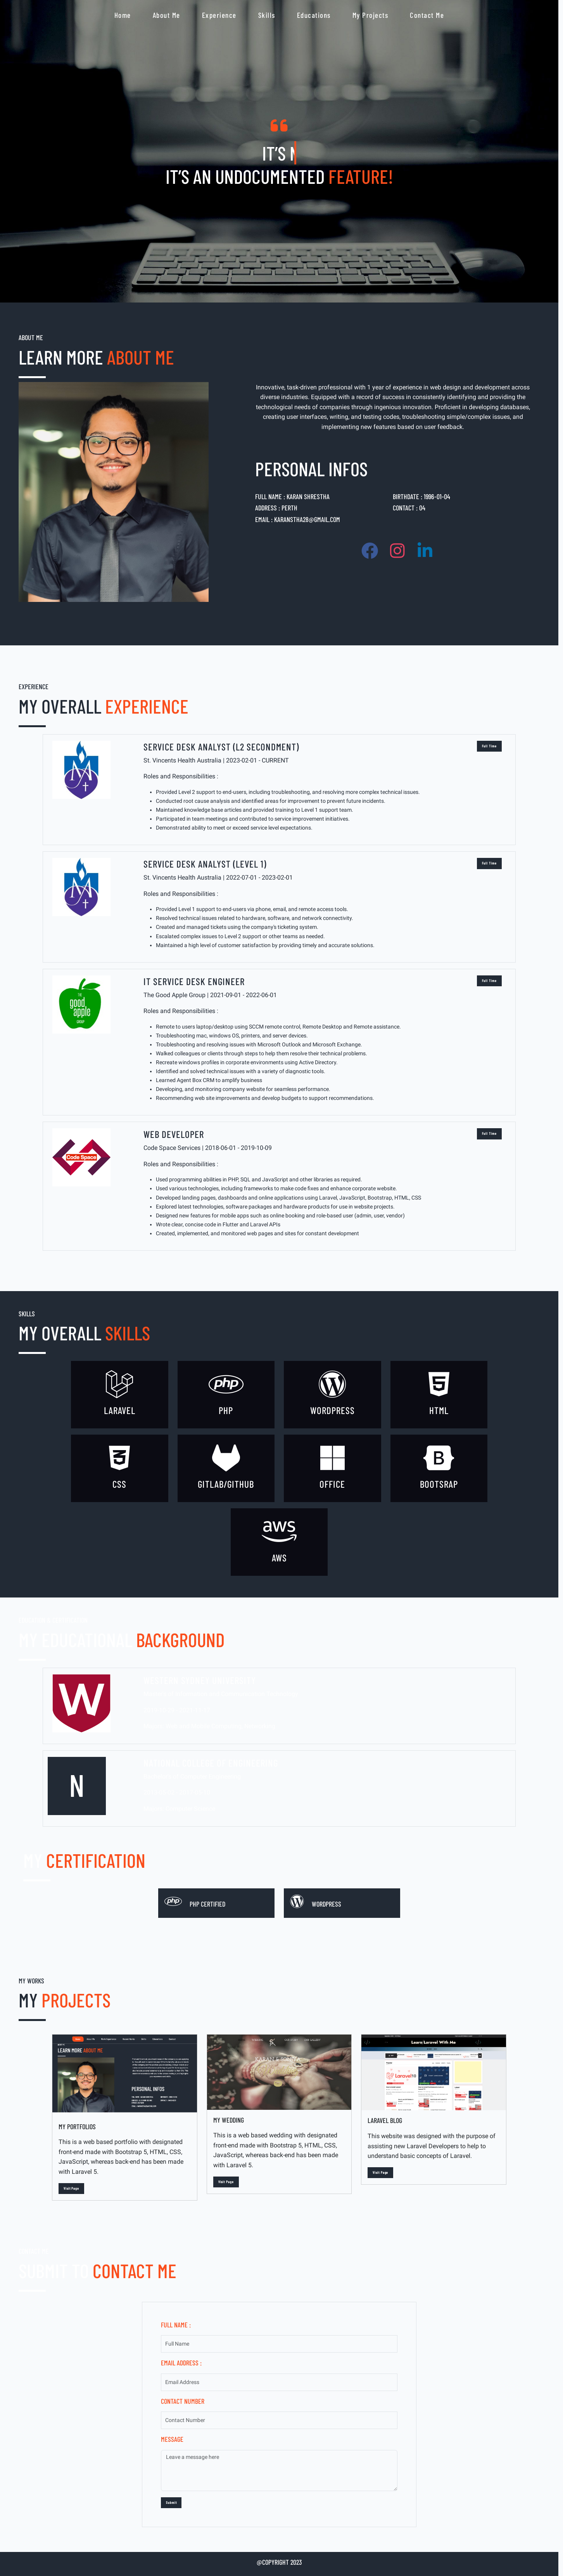 Home About Me Experience Skills Educations My Projects Contact Me
IT'S
IT'S AN UNDOCUMENTED FEATURE!
ABOUT ME
LEARN MORE ABOUT ME
Innovative, task-driven professional with 1 year of experience in web design and development across
diverse industries. Equipped with a record of success in consistently identifying and providing the
technological needs of companies through ingenious innovation. Proficient in developing databases,
creating user interfaces, writing, and testing codes, troubleshooting simple/complex issues, and
implementing new features based on user feedback.
PERSONAL INFOS
FULL NAME : KARAN SHRESTHA
BIRTHDATE : 1996-01-04
ADDRESS : PERTH
CONTACT : 04
EMAIL : KARANSTHA28@GMAIL.COM
EXPERIENCE
MY OVERALL EXPERIENCE
SERVICE DESK ANALYST (L2 SECONDMENT)
Full Time
St. Vincents Health Australia | 2023-02-01 - CURRENT
Roles and Responsibilities :
• Provided Level 2 support to end-users, including troubleshooting, and resolving more complex technical issues.
• Conducted root cause analysis and identified areas for improvement to prevent future incidents.
• Maintained knowledge base articles and provided training to Level 1 support team.
• Participated in team meetings and contributed to service improvement initiatives.
• Demonstrated ability to meet or exceed service level expectations.
SERVICE DESK ANALYST (LEVEL 1)
Full Time
St. Vincents Health Australia | 2022-07-01 - 2023-02-01
Roles and Responsibilities :
• Provided Level 1 support to end-users via phone, email, and remote access tools.
• Resolved technical issues related to hardware, software, and network connectivity.
• Created and managed tickets using the company's ticketing system.
• Escalated complex issues to Level 2 support or other teams as needed.
• Maintained a high level of customer satisfaction by providing timely and accurate solutions.
the good apple GROUP
IT SERVICE DESK ENGINEER
Full Time
The Good Apple Group | 2021-09-01 - 2022-06-01
Roles and Responsibilities :
• Remote to users laptop/desktop using SCCM remote control, Remote Desktop and Remote assistance.
• Troubleshooting mac, windows OS, printers, and server devices.
• Troubleshooting and resolving issues with Microsoft Outlook and Microsoft Exchange.
• Walked colleagues or clients through steps to help them resolve their technical problems.
• Recreate windows profiles in corporate environments using Active Directory.
• Identified and solved technical issues with a variety of diagnostic tools.
• Learned Agent Box CRM to amplify business
• Developing, and monitoring company website for seamless performance.
• Recommending web site improvements and develop budgets to support recommendations.
Code Space
WEB DEVELOPER
Full Time
Code Space Services | 2018-06-01 - 2019-10-09
Roles and Responsibilities :
• Used programming abilities in PHP, SQL and JavaScript and other libraries as required.
• Used various technologies, including frameworks to make code fixes and enhance corporate website.
• Developed landing pages, dashboards and online applications using Laravel, JavaScript, Bootstrap, HTML, CSS
• Explored latest technologies, software packages and hardware products for use in website projects.
• Designed new features for mobile apps such as online booking and role-based user (admin, user, vendor)
• Wrote clear, concise code in Flutter and Laravel APIs
• Created, implemented, and monitored web pages and sites for constant development
SKILLS
MY OVERALL SKILLS
LARAVEL
php
PHP
WORDPRESS
HTML
CSS
GITLAB/GITHUB
OFFICE
BOOTSRAP
aws
AWS
MY EDUCATIONAL BACKGROUND
W
N
MY CERTIFICATION
php PHP CERTIFIED
WORDPRESS
MY WORKS
MY PROJECTS
LEARN MORE ABOUT ME
PERSONAL INFOS
Learn Laravel With Me
MY PORTFOLIOS
This is a web based portfolio with designated
front-end made with Bootstrap 5, HTML, CSS,
JavaScript, whereas back-end has been made
with Laravel 5.
Visit Page
MY WEDDING
This is a web based wedding with designated
front-end made with Bootstrap 5, HTML, CSS,
JavaScript, whereas back-end has been made
with Laravel 5.
Visit Page
LARAVEL BLOG
This website was designed with the purpose of
assisting new Laravel Developers to help to
understand basic concepts of Laravel.
Visit Page
CONTACT ME
FULL NAME :
Full Name
EMAIL ADDRESS :
Email Address
CONTACT NUMBER
Contact Number
MESSAGE
Leave a message here
Submit
@COPYRIGHT 2023